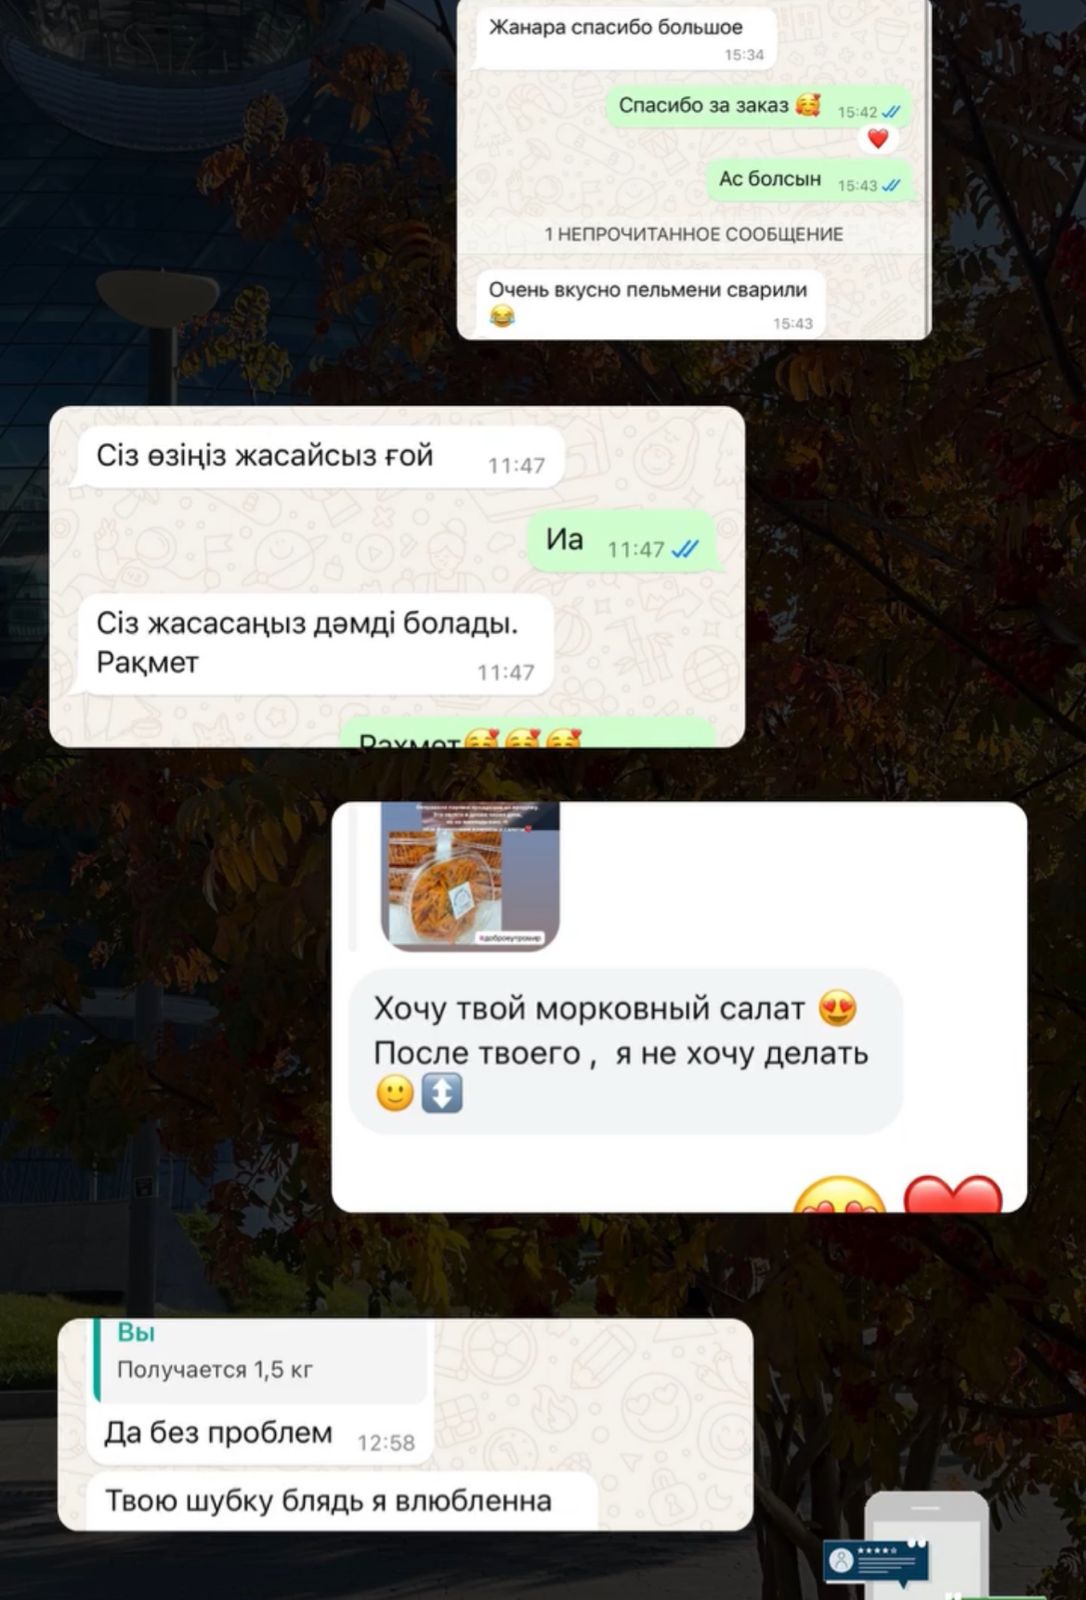 Жанара спасибо большое
15:34
Спасибо за заказ 🥰 15:42
❤️
Ас болсын 15:43
1 НЕПРОЧИТАННОЕ СООБЩЕНИЕ
Очень вкусно пельмени сварили
😂 15:43
Сіз өзіңіз жасайсыз ғой 11:47
Иа 11:47
Сіз жасасаңыз дәмді болады.
Рақмет 11:47
Рахмет🥰🥰🥰
#доброеутромир
Хочу твой морковный салат 😍
После твоего , я не хочу делать
🙂↕️
😍 ❤️
Вы
Получается 1,5 кг
Да без проблем 12:58
Твою шубку блядь я влюбленна